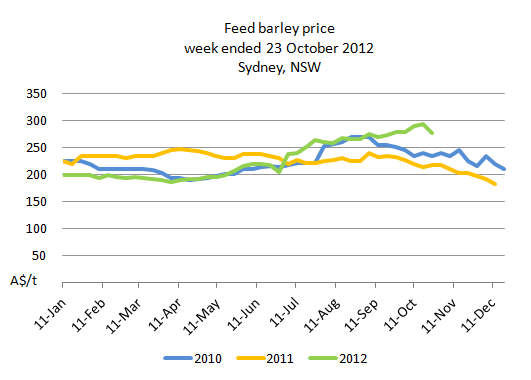 Feed barley price
week ended 23 October 2012
Sydney, NSW
350
300
250
200
150
100
50
A$/t
11-Jan
11-Feb
11-Mar
11-Apr
11-May
11-Jun
11-Jul
11-Aug
11-Sep
11-Oct
11-Nov
11-Dec
2010
2011
2012